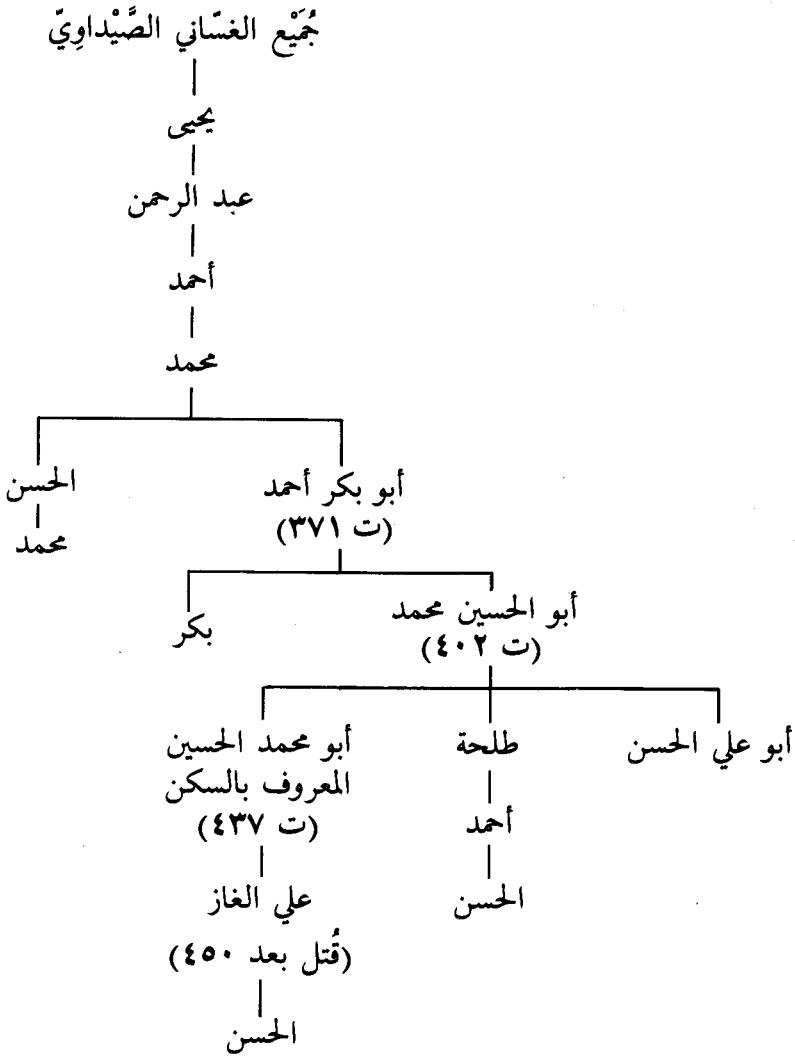 جُمَيْع الغسّاني الصَّيْداوِيّ
يحيى
عبد الرحمن
أحمد
محمد
أبو بكر أحمد
(ت ٣٧١)
الحسن
محمد
أبو الحسين محمد
(ت ٤٠٢)
بكر
أبو علي الحسن
طلحة
أحمد
الحسن
أبو محمد الحسين
المعروف بالسكن
(ت ٤٣٧)
علي الغاز
(قُتل بعد ٤٥٠)
الحسن